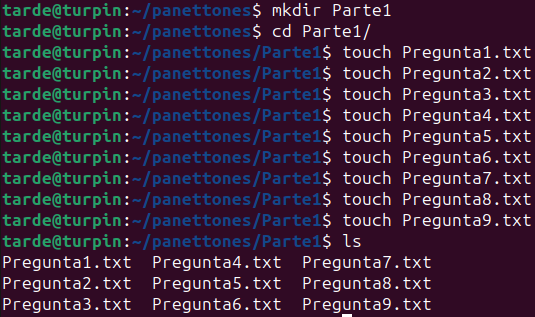 tarde@turpin:~/panettones$ mkdir Parte1
tarde@turpin:~/panettones$ cd Parte1/
tarde@turpin:~/panettones/Parte1$ touch Pregunta1.txt
tarde@turpin:~/panettones/Parte1$ touch Pregunta2.txt
tarde@turpin:~/panettones/Parte1$ touch Pregunta3.txt
tarde@turpin:~/panettones/Parte1$ touch Pregunta4.txt
tarde@turpin:~/panettones/Parte1$ touch Pregunta5.txt
tarde@turpin:~/panettones/Parte1$ touch Pregunta6.txt
tarde@turpin:~/panettones/Parte1$ touch Pregunta7.txt
tarde@turpin:~/panettones/Parte1$ touch Pregunta8.txt
tarde@turpin:~/panettones/Parte1$ touch Pregunta9.txt
tarde@turpin:~/panettones/Parte1$ ls
Pregunta1.txt  Pregunta4.txt  Pregunta7.txt
Pregunta2.txt  Pregunta5.txt  Pregunta8.txt
Pregunta3.txt  Pregunta6.txt  Pregunta9.txt